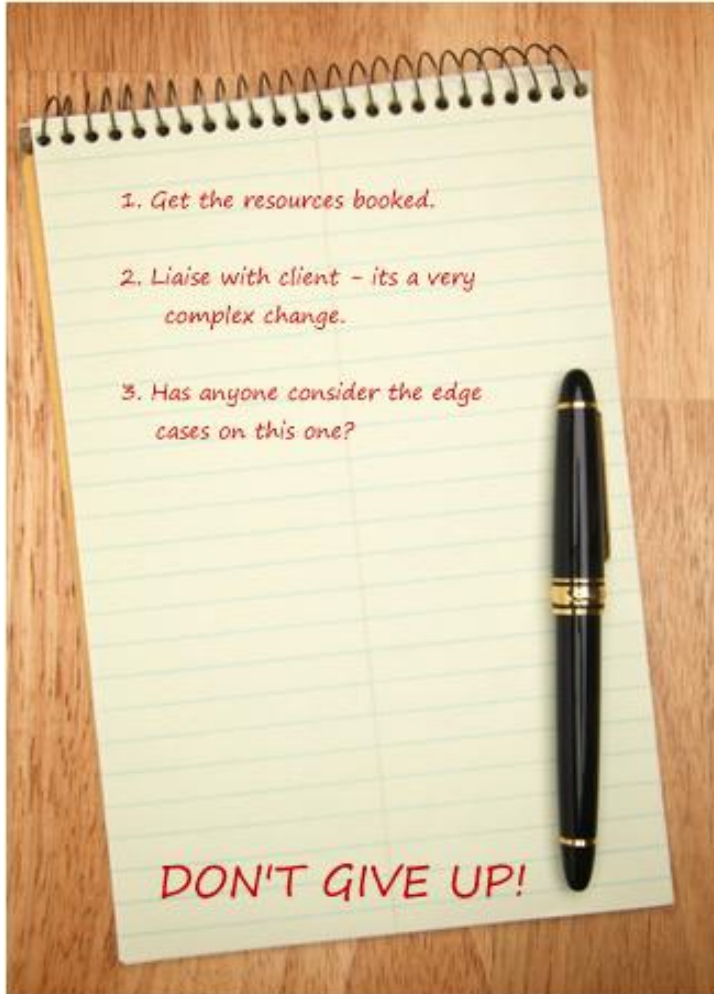 1. Get the resources booked.
2. Liaise with client - its a very
complex change.
3. Has anyone consider the edge
cases on this one?
DON'T GIVE UP!